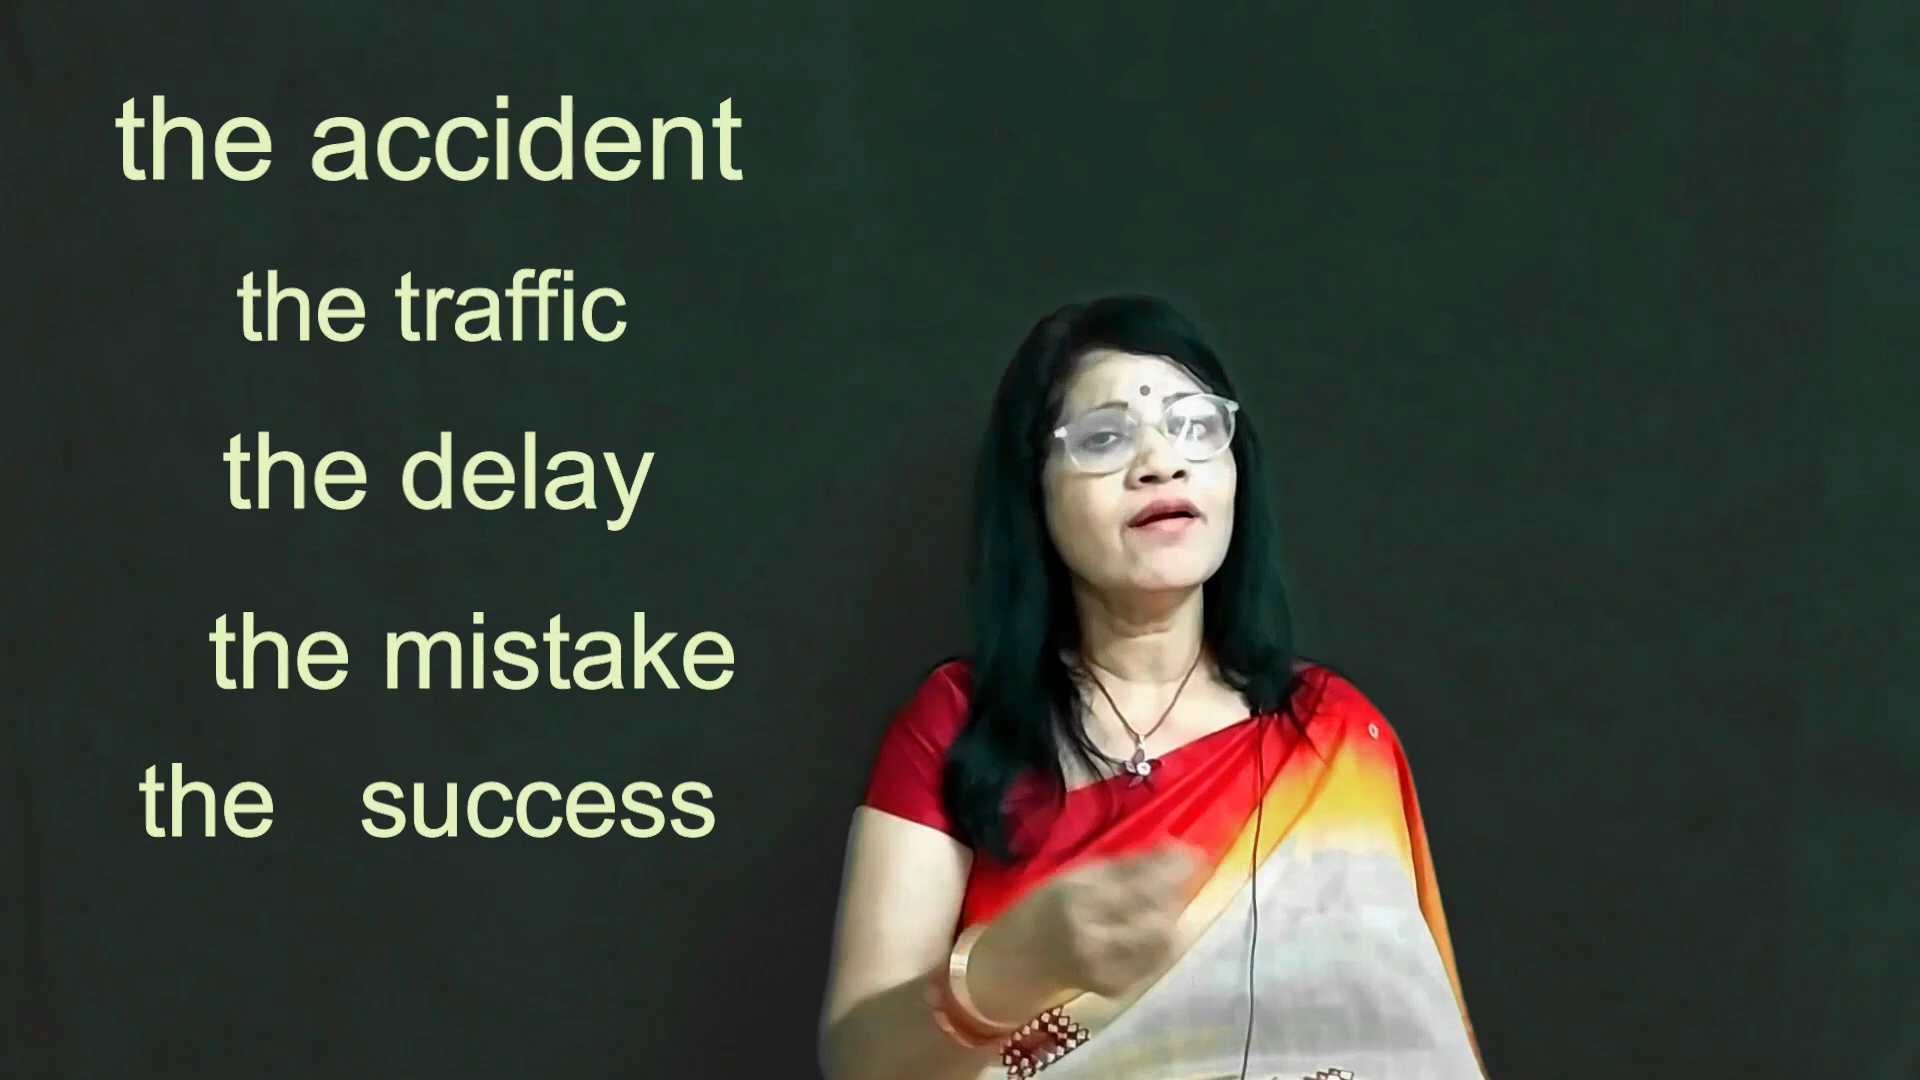 the accident
the traffic
the delay
the mistake
the success